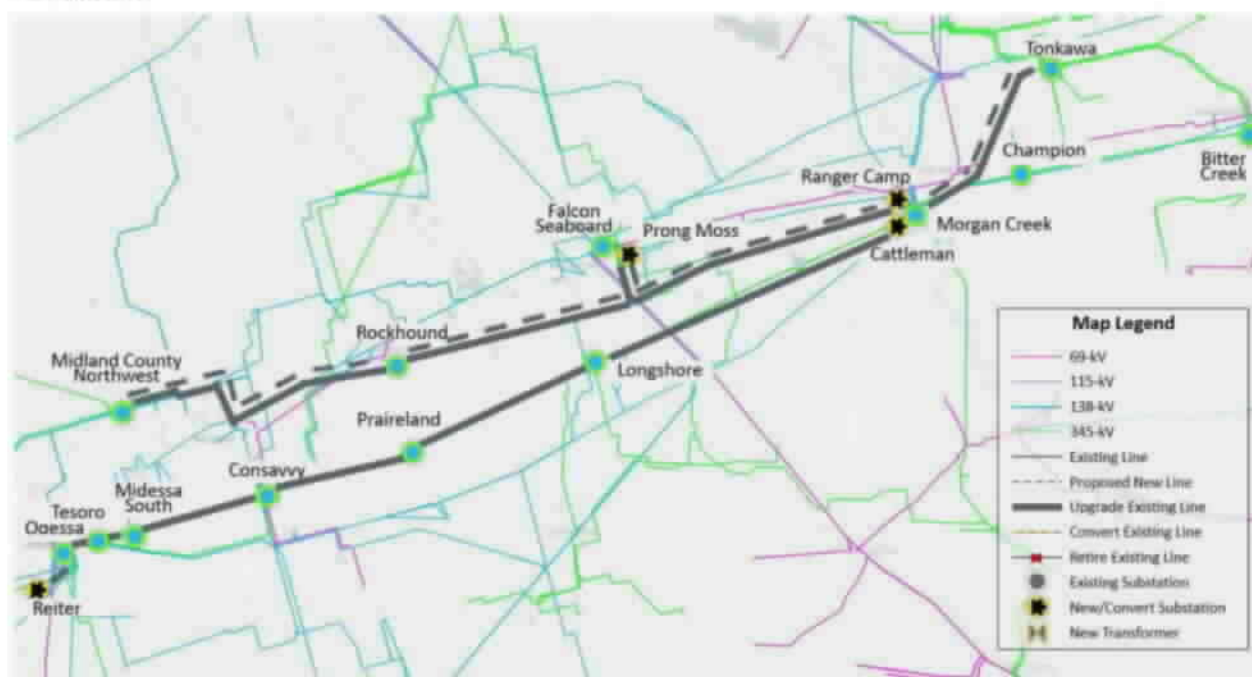 Tonkawa
Champion
Bitter
Creek
Ranger Camp
Falcon
Seaboard
Prong Moss
Morgan Creek
Cattleman
Rockhound
Midland County
Northwest
Longshore
Praireland
Consavvy
Midessa
South
Tesoro
Odessa
Reiter
Map Legend
69-kV
115-kV
138-kV
345-kV
Existing Line
Proposed New Line
Upgrade Existing Line
Convert Existing Line
Retire Existing Line
Existing Substation
New/Convert Substation
New Transformer